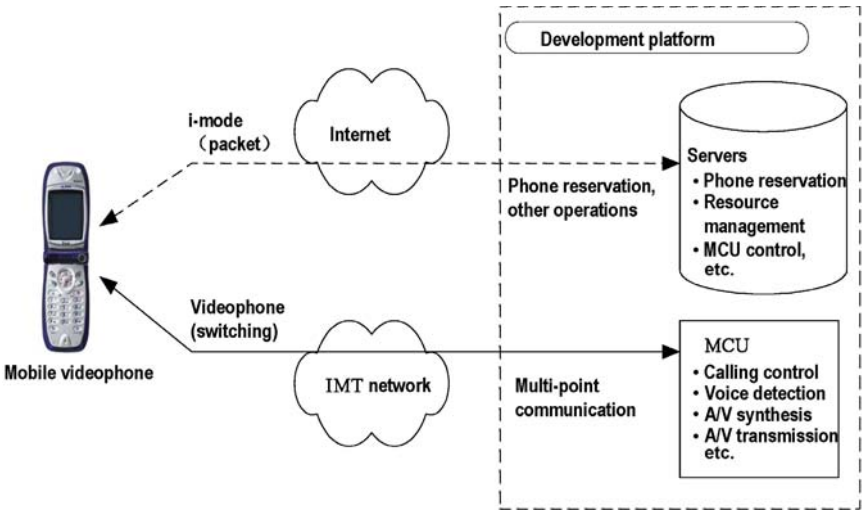 Development platform
i-mode
（packet）
Internet
Phone reservation,
other operations
Servers
• Phone reservation
• Resource
management
• MCU control,
etc.
Mobile videophone
Videophone
(switching)
IMT network
Multi-point
communication
MCU
• Calling control
• Voice detection
• A/V synthesis
• A/V transmission
etc.